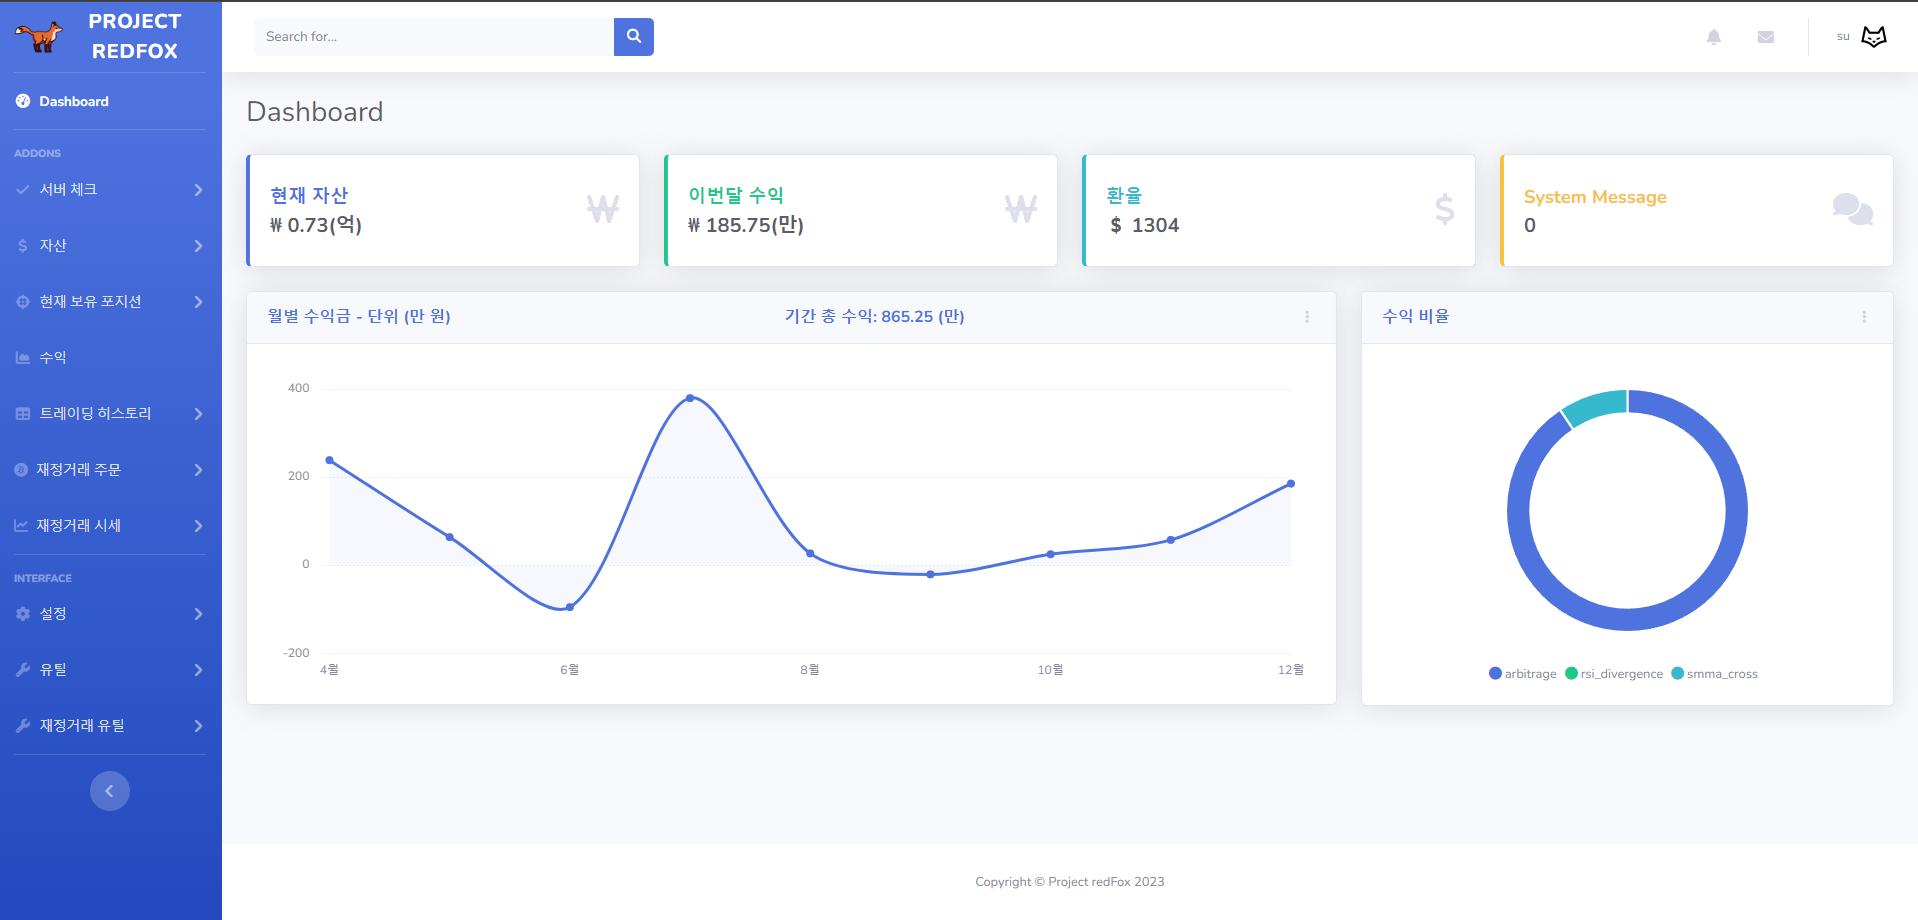 PROJECT
REDFOX
Dashboard
ADDONS
서버 체크
자산
현재 보유 포지션
수익
트레이딩 히스토리
재정거래 주문
재정거래 시세
INTERFACE
설정
유틸
재정거래 유틸
Search for...
su
Dashboard
현재 자산
₩ 0.73(억)
이번달 수익
₩ 185.75(만)
환율
$ 1304
System Message
0
월별 수익금 - 단위 (만 원)
기간 총 수익: 865.25 (만)
400
200
0
-200
4월
6월
8월
10월
12월
수익 비율
arbitrage
rsi_divergence
smma_cross
Copyright © Project redFox 2023